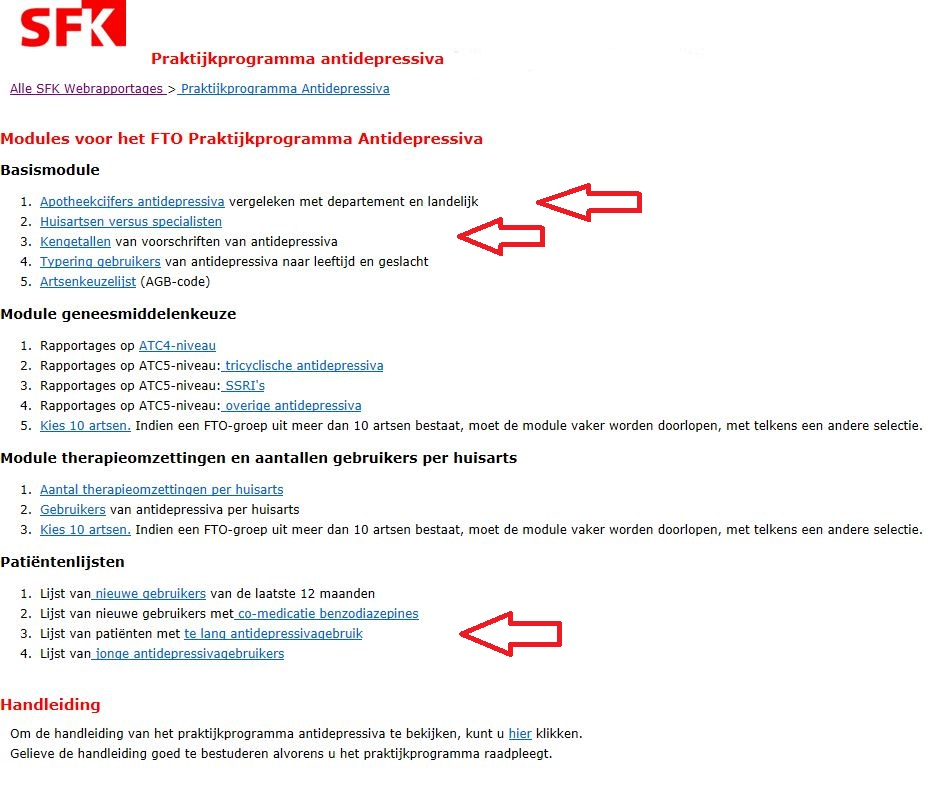 SFK
Praktijkprogramma antidepressiva
Alle SFK Webrapportages > Praktijkprogramma Antidepressiva
Modules voor het FTO Praktijkprogramma Antidepressiva
Basismodule
1. Apotheekcijfers antidepressiva vergeleken met departement en landelijk
2. Huisartsen versus specialisten
3. Kengetallen van voorschriften van antidepressiva
4. Typering gebruikers van antidepressiva naar leeftijd en geslacht
5. Artsenkeuzelijst (AGB-code)
Module geneesmiddelenkeuze
1. Rapportages op ATC4-niveau
2. Rapportages op ATC5-niveau: tricyclische antidepressiva
3. Rapportages op ATC5-niveau: SSRI's
4. Rapportages op ATC5-niveau: overige antidepressiva
5. Kies 10 artsen. Indien een FTO-groep uit meer dan 10 artsen bestaat, moet de module vaker worden doorlopen, met telkens een andere selectie.
Module therapieomzettingen en aantallen gebruikers per huisarts
1. Aantal therapieomzettingen per huisarts
2. Gebruikers van antidepressiva per huisarts
3. Kies 10 artsen. Indien een FTO-groep uit meer dan 10 artsen bestaat, moet de module vaker worden doorlopen, met telkens een andere selectie.
Patiëntenlijsten
1. Lijst van nieuwe gebruikers van de laatste 12 maanden
2. Lijst van nieuwe gebruikers met co-medicatie benzodiazepines
3. Lijst van patiënten met te lang antidepressivagebruik
4. Lijst van jonge antidepressivagebruikers
Handleiding
Om de handleiding van het praktijkprogramma antidepressiva te bekijken, kunt u hier klikken.
Gelieve de handleiding goed te bestuderen alvorens u het praktijkprogramma raadpleegt.